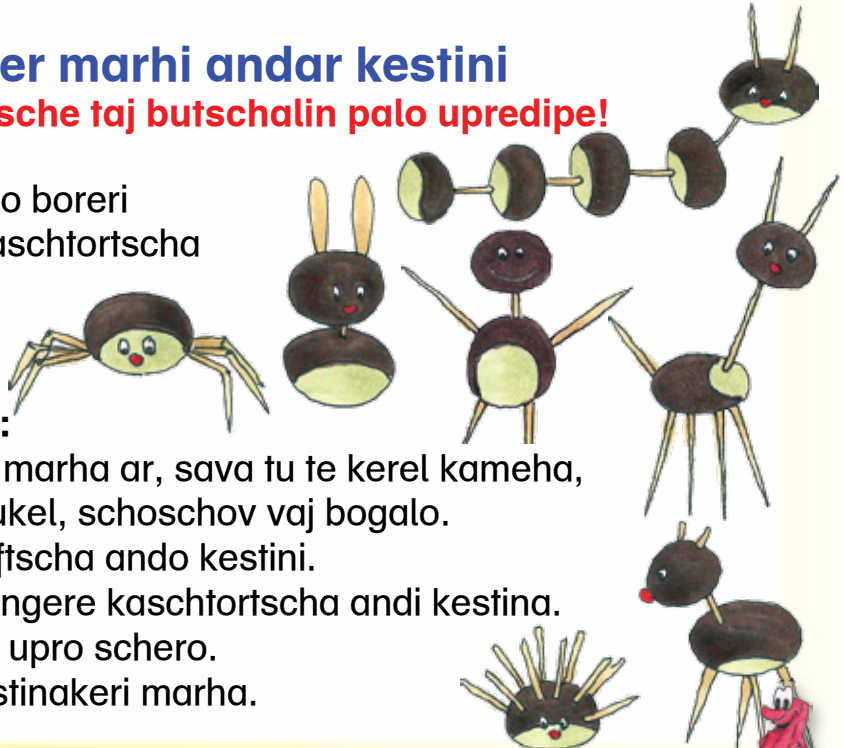 er marhi andar kestini
sche taj butschalin palo upredipe!
o boreri
aschtortscha
:
marha ar, sava tu te kerel kameha,
ukel, schoschov vaj bogalo.
ftscha ando kestini.
ngere kaschtortscha andi kestina.
upro schero.
stinakeri marha.